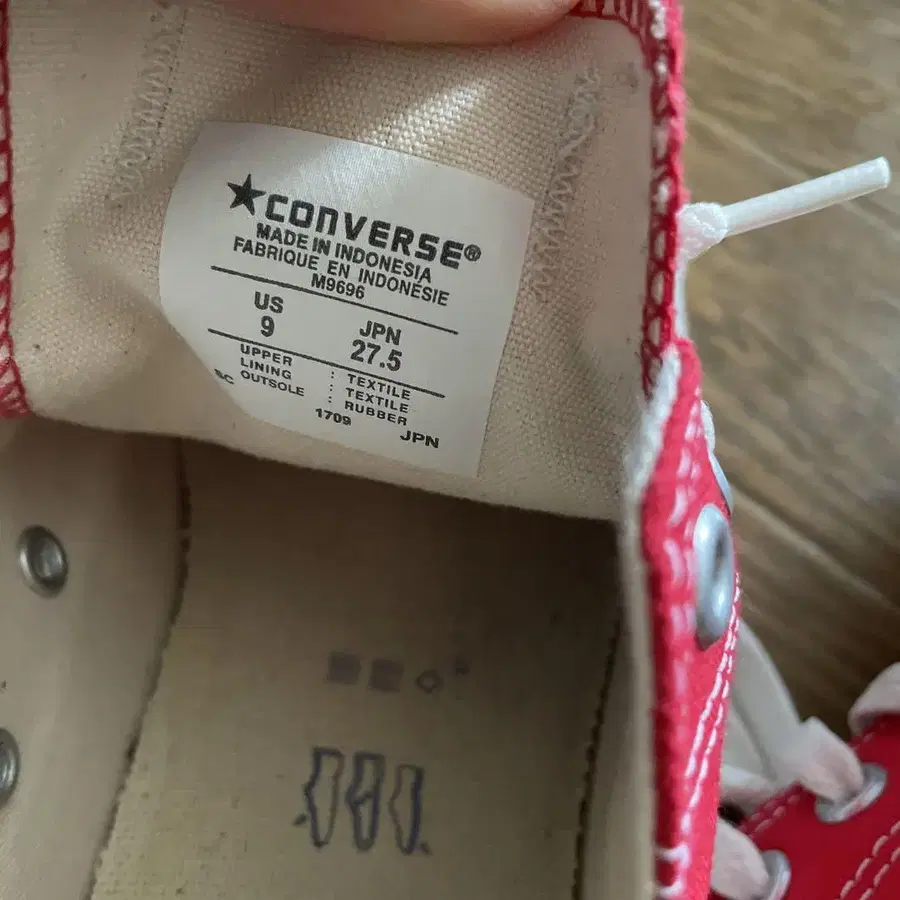 ★CONVERSE®
MADE IN INDONESIA
FABRIQUE EN INDONÉSIE
M9696
US JPN
9 27.5
UPPER : TEXTILE
LINING : TEXTILE
SC OUTSOLE : RUBBER
1709 JPN